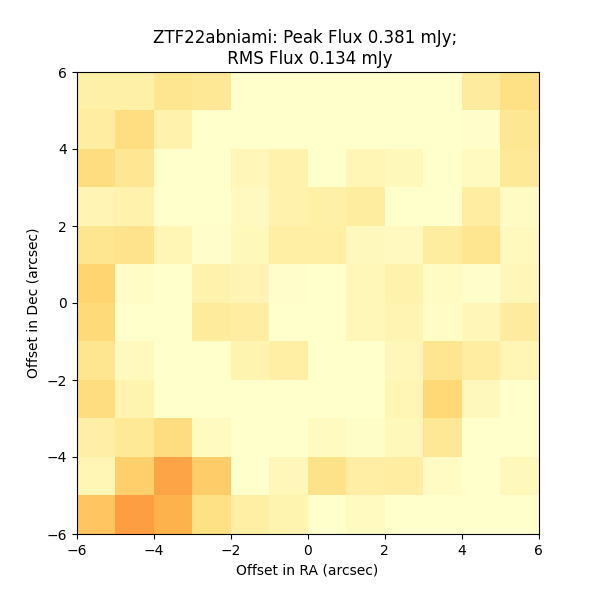 ZTF22abniami: Peak Flux 0.381 mJy;
RMS Flux 0.134 mJy
6
4
2
0
−2
−4
−6
Offset in Dec (arcsec)
−6 −4 −2 0 2 4 6
Offset in RA (arcsec)